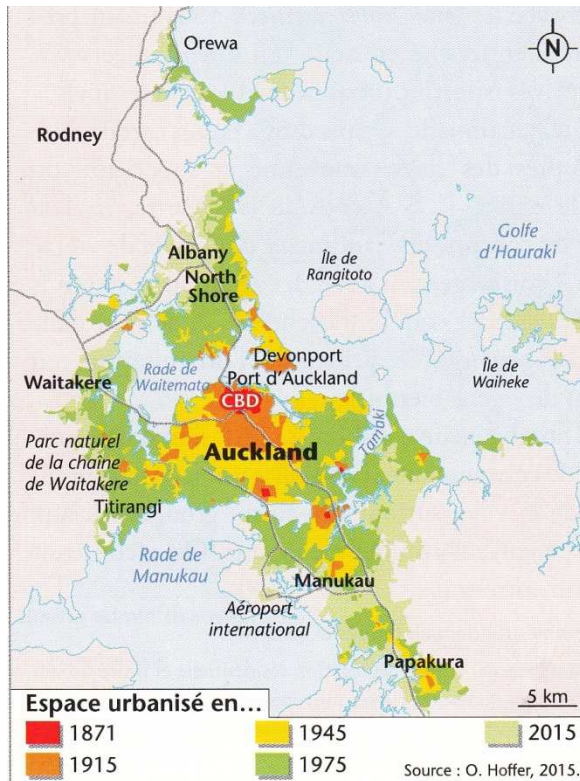 Orewa
N
Rodney
Golfe
d'Hauraki
Albany
Île de
Rangitoto
North
Shore
Devonport
Île de
Waiheke
Rade de
Waitemata
Port d'Auckland
Waitakere
CBD
Tamaki
Parc naturel
de la chaîne
de Waitakere
Auckland
Titirangi
Rade de
Manukau
Manukau
Aéroport
international
Papakura
Espace urbanisé en...
5 km
1871
1945
2015
1915
1975
Source : O. Hoffer, 2015.